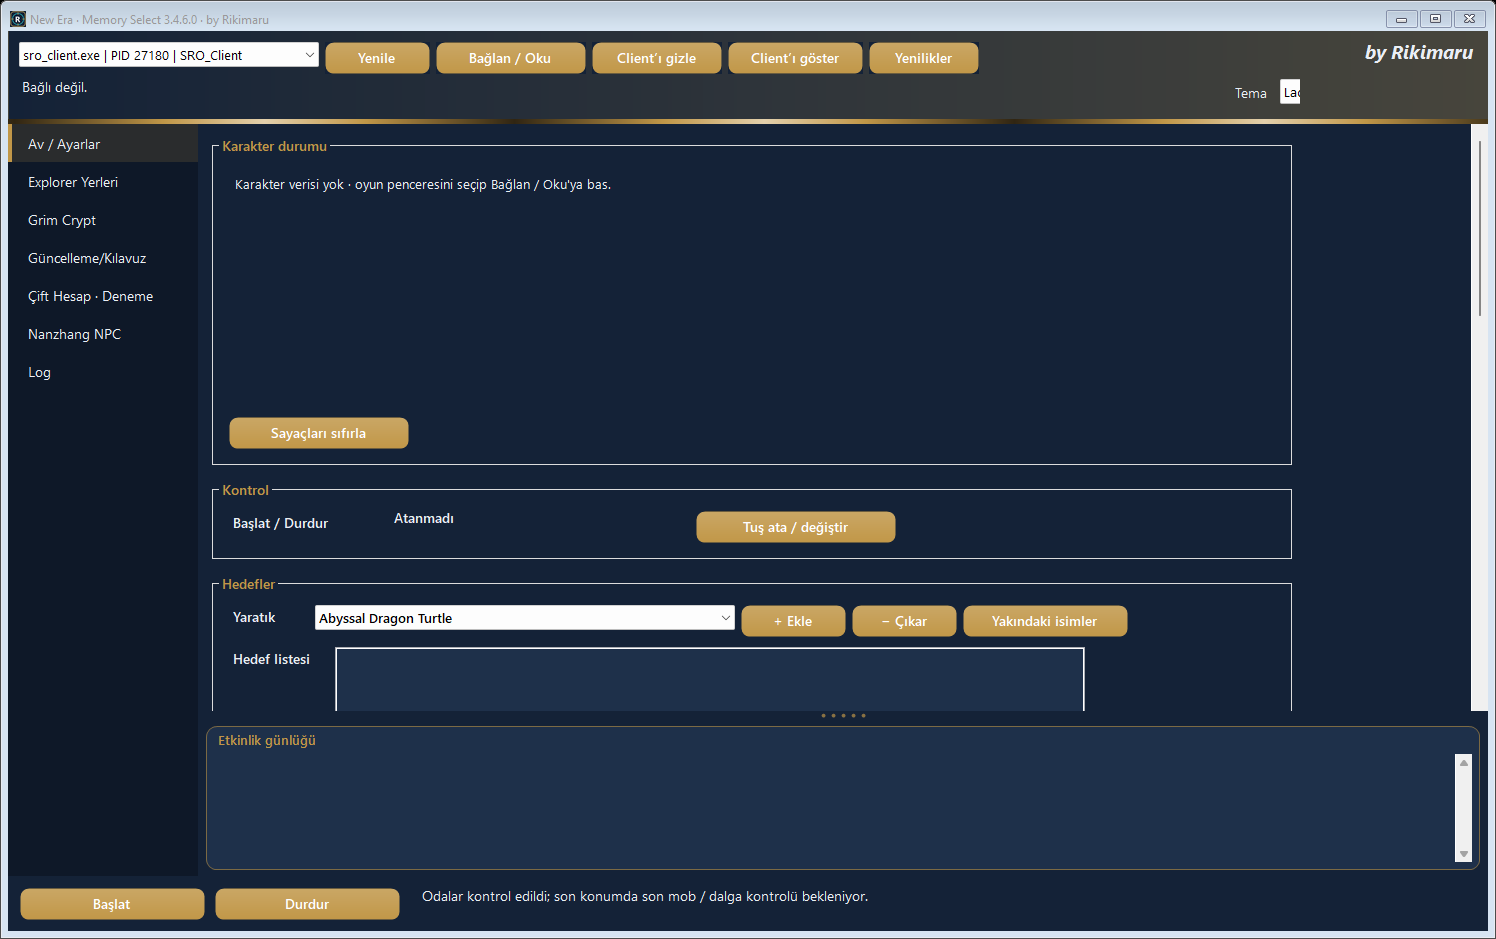 New Era · Memory Select 3.4.6.0 · by Rikimaru
sro_client.exe | PID 27180 | SRO_Client
Yenile
Bağlan / Oku
Client'ı gizle
Client'ı göster
Yenilikler
by Rikimaru
Bağlı değil.
Tema
Lac
Av / Ayarlar
Explorer Yerleri
Grim Crypt
Güncelleme/Kılavuz
Çift Hesap · Deneme
Nanzhang NPC
Log
Karakter durumu
Karakter verisi yok · oyun penceresini seçip Bağlan / Oku'ya bas.
Sayaçları sıfırla
Kontrol
Başlat / Durdur
Atanmadı
Tuş ata / değiştir
Hedefler
Yaratık
Abyssal Dragon Turtle
+ Ekle
− Çıkar
Yakındaki isimler
Hedef listesi
Etkinlik günlüğü
Başlat
Durdur
Odalar kontrol edildi; son konumda son mob / dalga kontrolü bekleniyor.